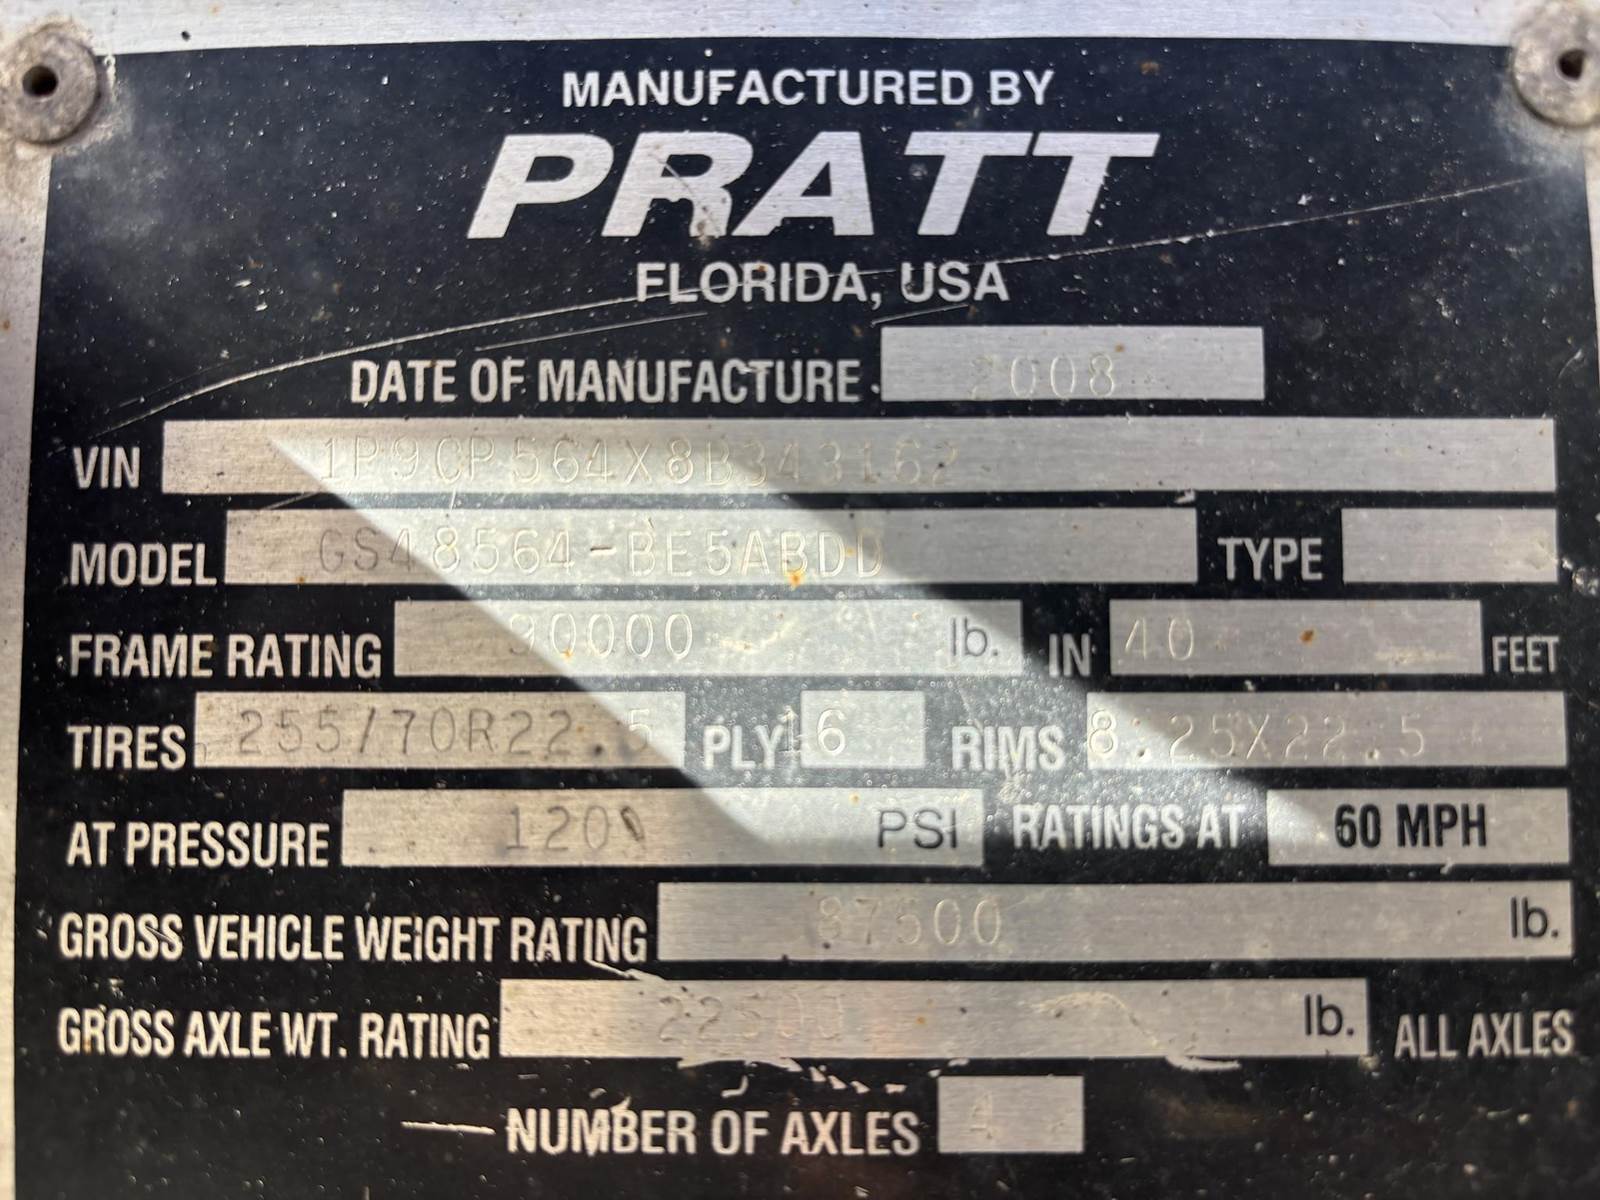 MANUFACTURED BY
PRATT
FLORIDA, USA
DATE OF MANUFACTURE 2008
VIN 1P9CP564X8B343162
MODEL GS48564-BE5ABDD TYPE
FRAME RATING 90000 lb. IN 40 FEET
TIRES 255/70R22.5 PLY 16 RIMS 8.25X22.5
AT PRESSURE 120 PSI RATINGS AT 60 MPH
GROSS VEHICLE WEIGHT RATING 87500 lb.
GROSS AXLE WT. RATING 22500 lb. ALL AXLES
NUMBER OF AXLES 4